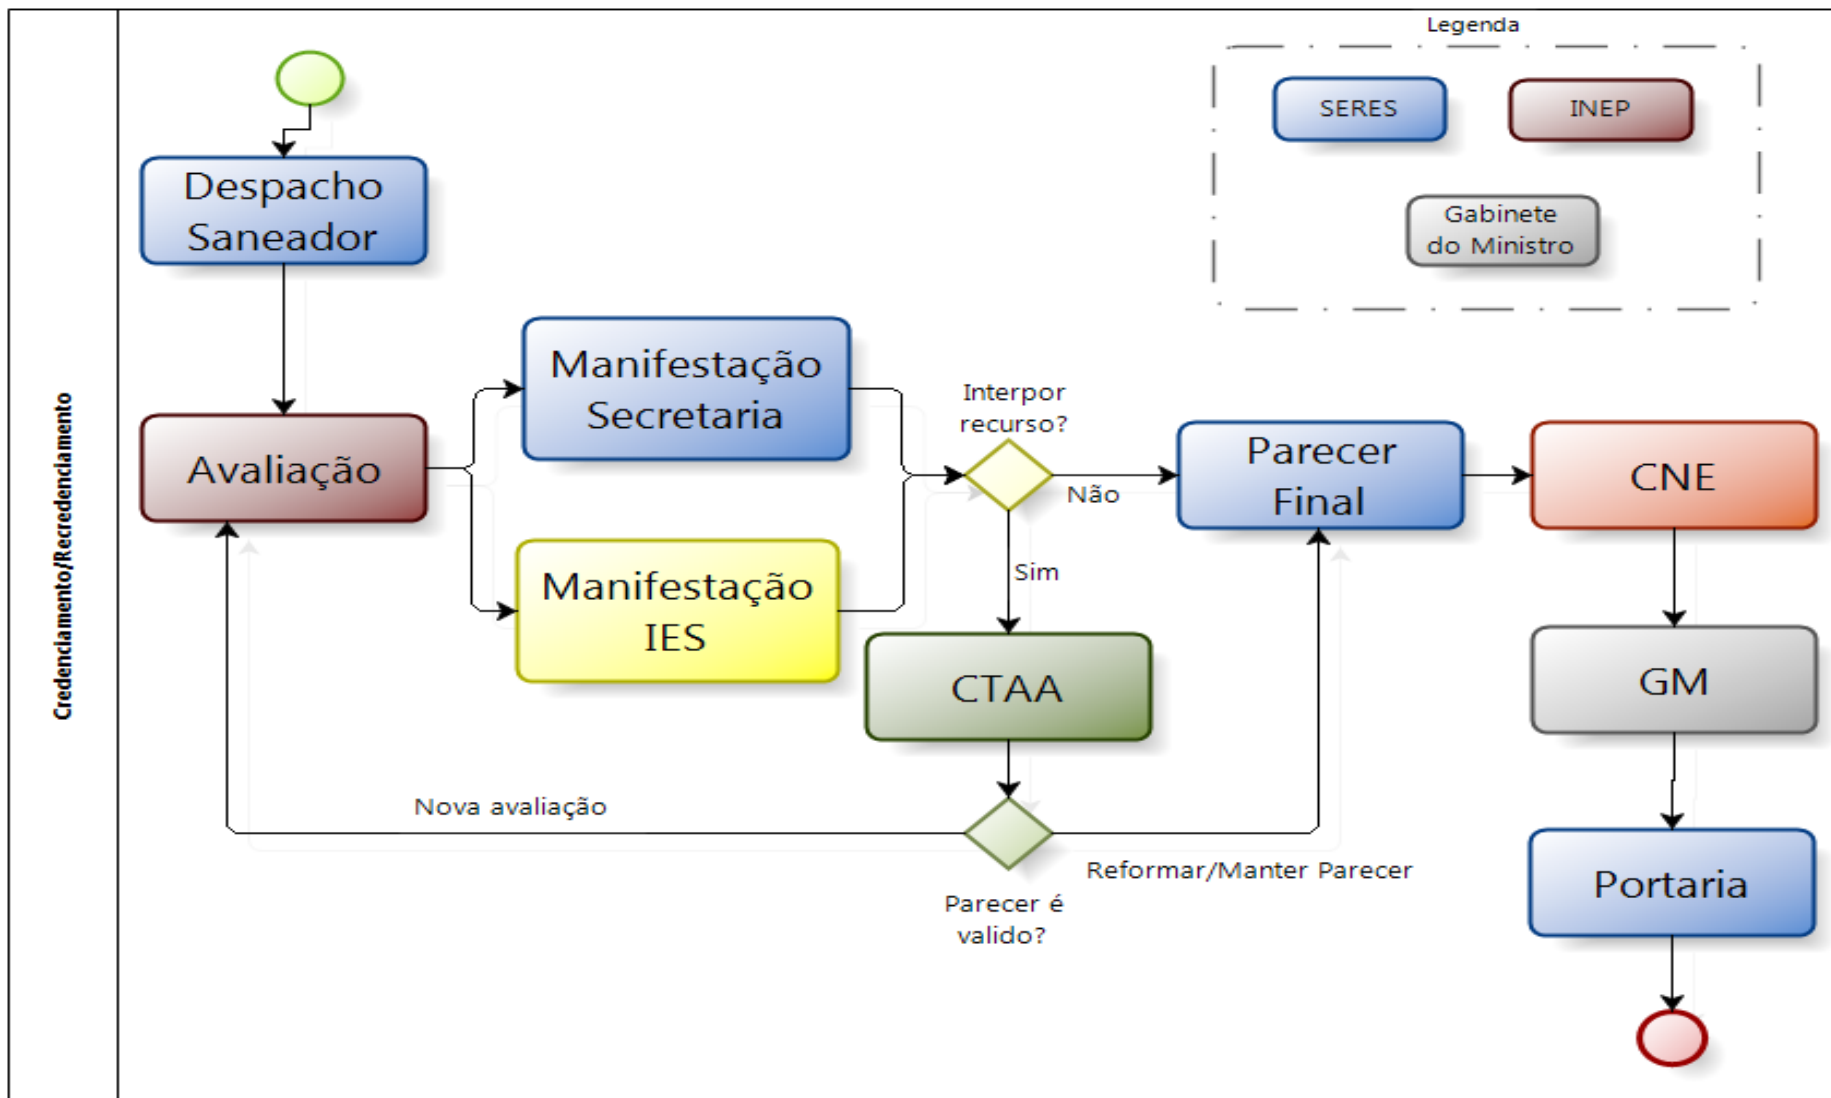 Credenciamento/Recredenciamento
Legenda
SERES
INEP
Gabinete
do Ministro
Despacho
Saneador
Avaliação
Manifestação
Secretaria
Manifestação
IES
Interpor
recurso?
Não
Sim
Parecer
Final
CNE
CTAA
GM
Nova avaliação
Reformar/Manter Parecer
Parecer é
valido?
Portaria